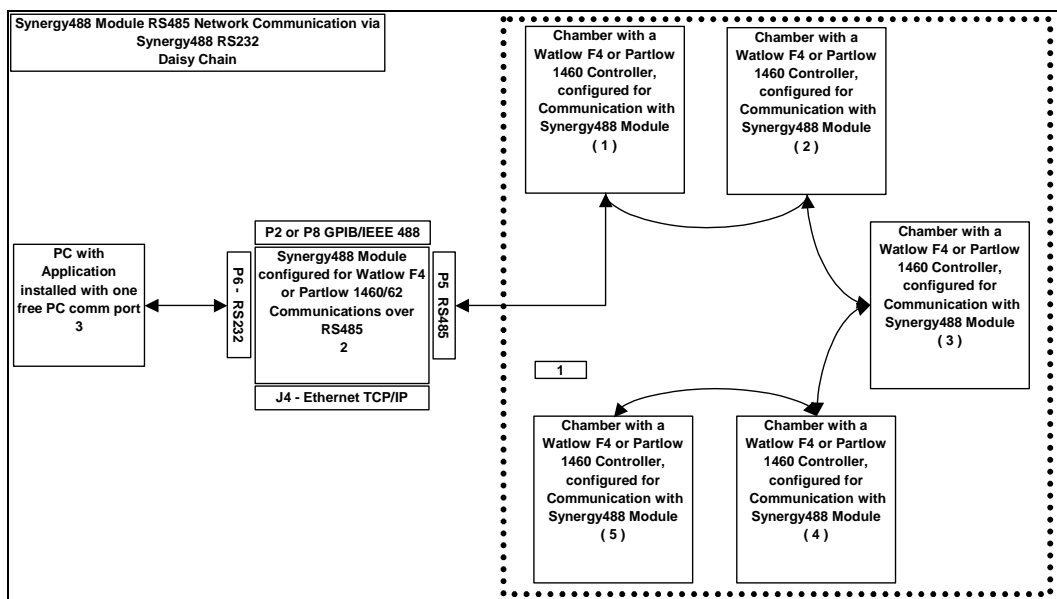 Synergy488 Module RS485 Network Communication via
Synergy488 RS232
Daisy Chain
Chamber with a
Watlow F4 or Partlow
1460 Controller,
configured for
Communication with
Synergy488 Module
( 1 )
Chamber with a
Watlow F4 or Partlow
1460 Controller,
configured for
Communication with
Synergy488 Module
( 2 )
PC with
Application
installed with one
free PC comm port
3
P6 - RS232
P2 or P8 GPIB/IEEE 488
Synergy488 Module
configured for Watlow F4
or Partlow 1460/62
Communications over
RS485
2
J4 - Ethernet TCP/IP
P5 RS485
Chamber with a
Watlow F4 or Partlow
1460 Controller,
configured for
Communication with
Synergy488 Module
( 3 )
1
Chamber with a
Watlow F4 or Partlow
1460 Controller,
configured for
Communication with
Synergy488 Module
( 5 )
Chamber with a
Watlow F4 or Partlow
1460 Controller,
configured for
Communication with
Synergy488 Module
( 4 )